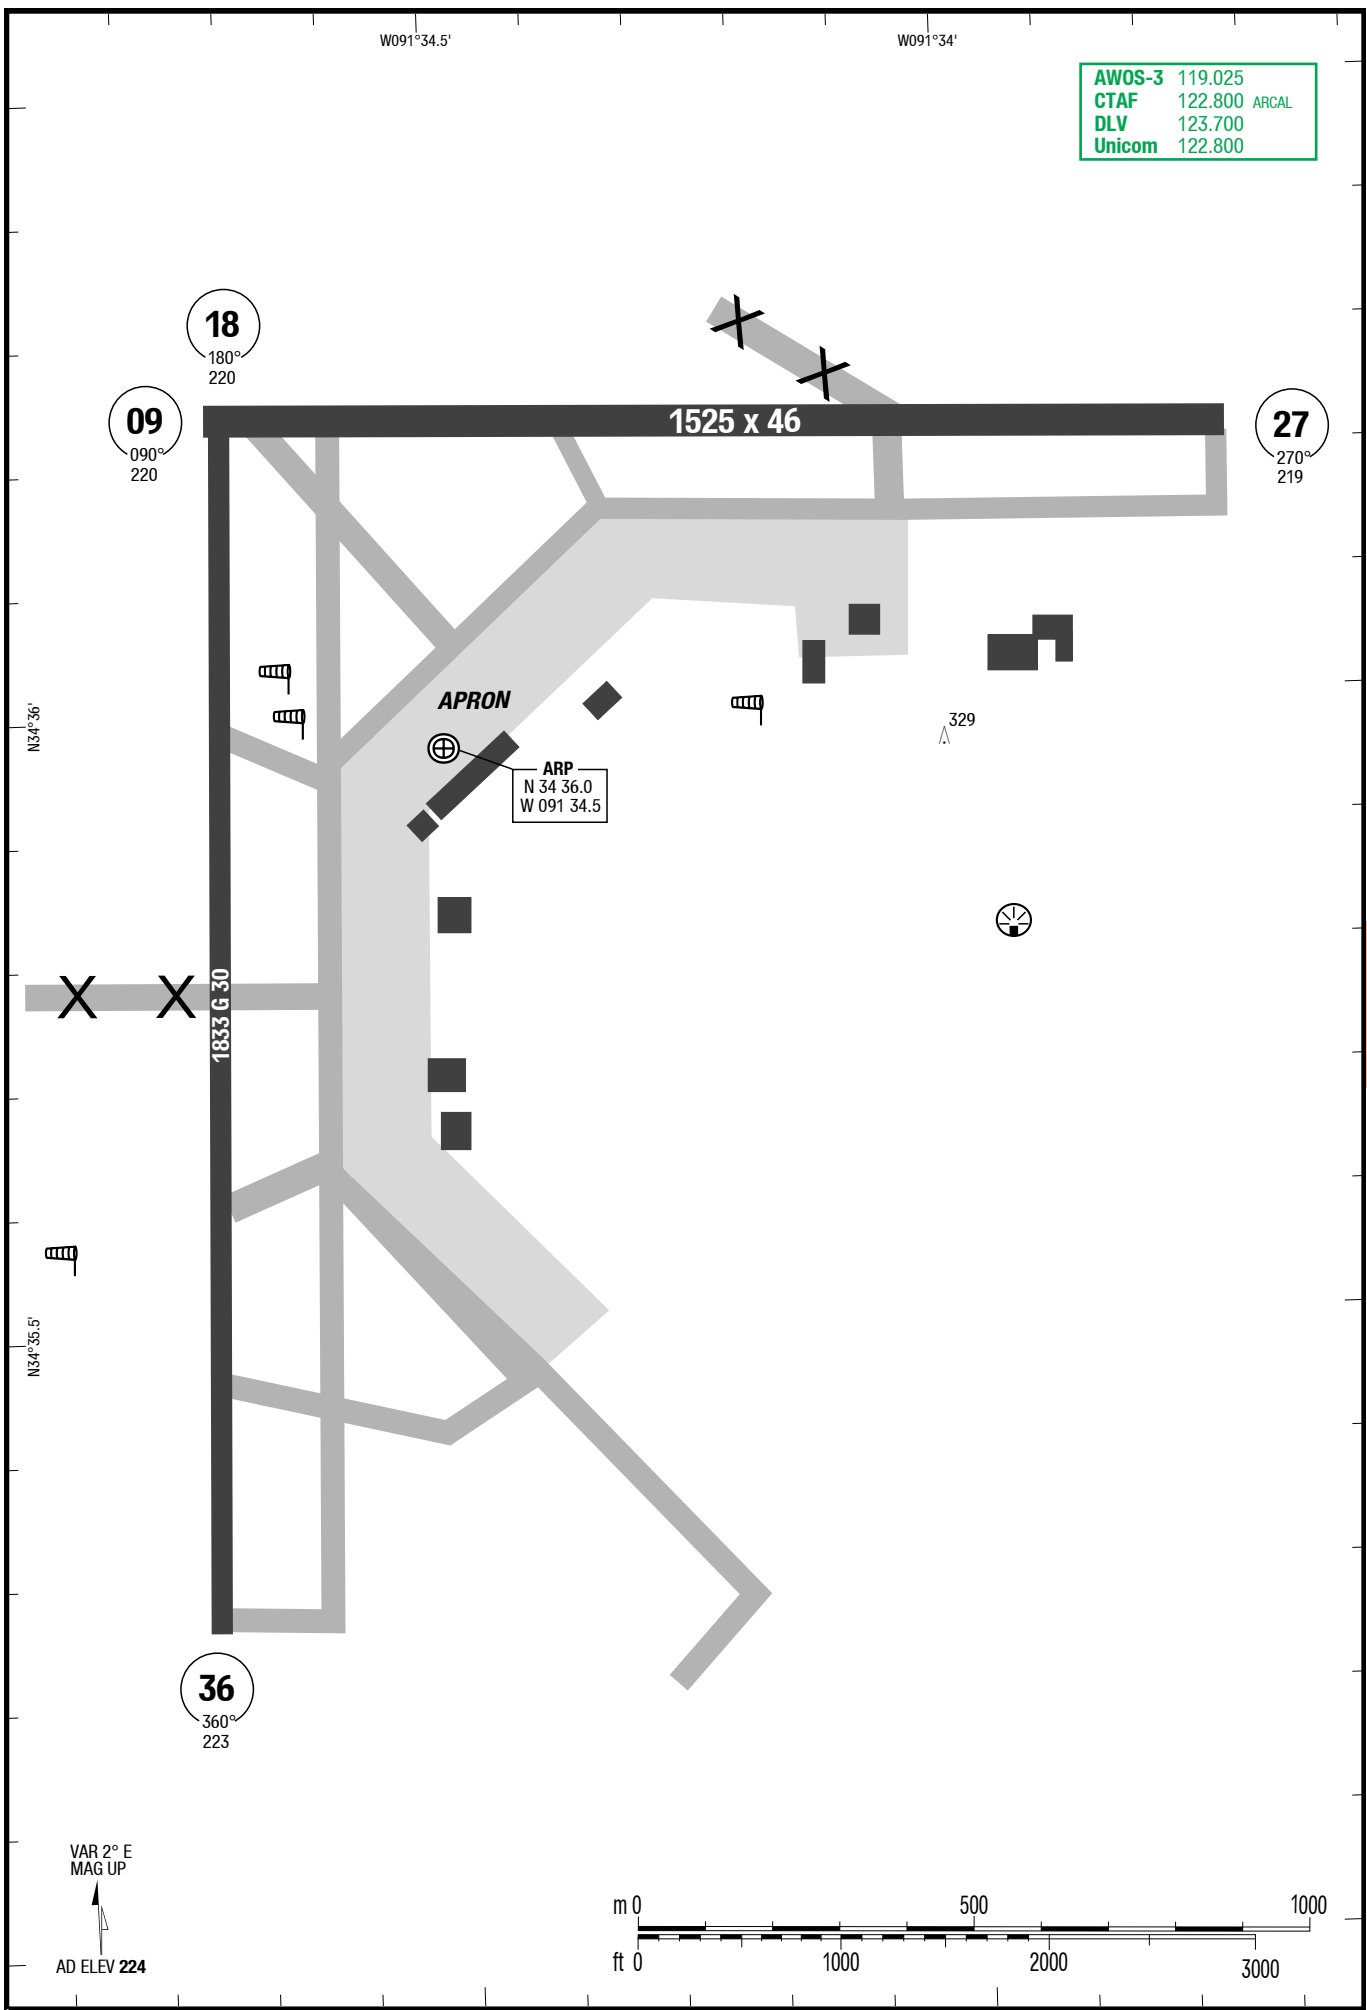 W091°34.5'
W091°34'
AWOS-3 119.025
CTAF 122.800 ARCAL
DLV 123.700
Unicom 122.800
18
180°
220
09
090°
220
1525 x 46
27
270°
219
N34°36'
APRON
329
ARP
N 34 36.0
W 091 34.5
1833 G 30
N34°35.5'
36
360°
223
VAR 2° E
MAG UP
AD ELEV 224
m 0 500 1000
ft 0 1000 2000 3000